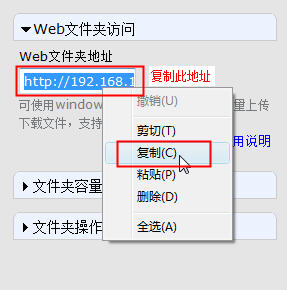 Web文件夹访问
Web文件夹地址
http://192.168.1
复制此地址
撤销(U)
可使用window
量上传
下载文件，支持
剪切(T)
用说明
复制(C)
粘贴(P)
文件夹容量
删除(D)
文件夹操作
全选(A)